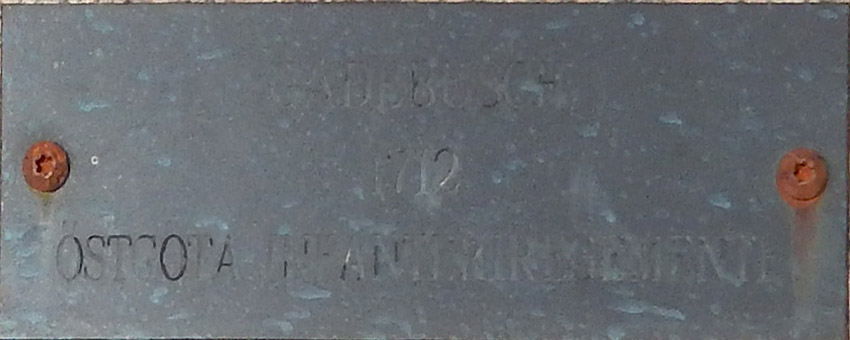 GADEBUSCH
1712
ÖSTGÖTA INFANTERIREGEMENTE